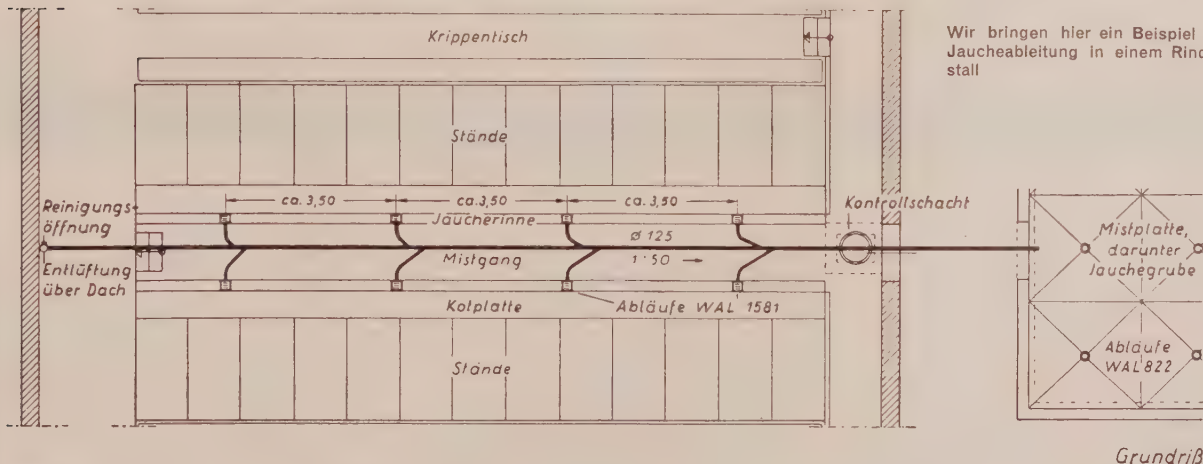 Krippentisch
Wir bringen hier ein Beispiel
Jaucheableitung in einem Rind
stall
Stände
ca. 3,50
ca. 3,50
ca. 3,50
Reinigungs-
öffnung
Jaucherinne
Kontrollschacht
Ø 125
Mistgang
1:50
Entlüftung
über Dach
Mistplatte,
darunter
Jauchegrube
Kotplatte
Abläufe WAL 1581
Stände
Abläufe
WAL 822
Grundriß